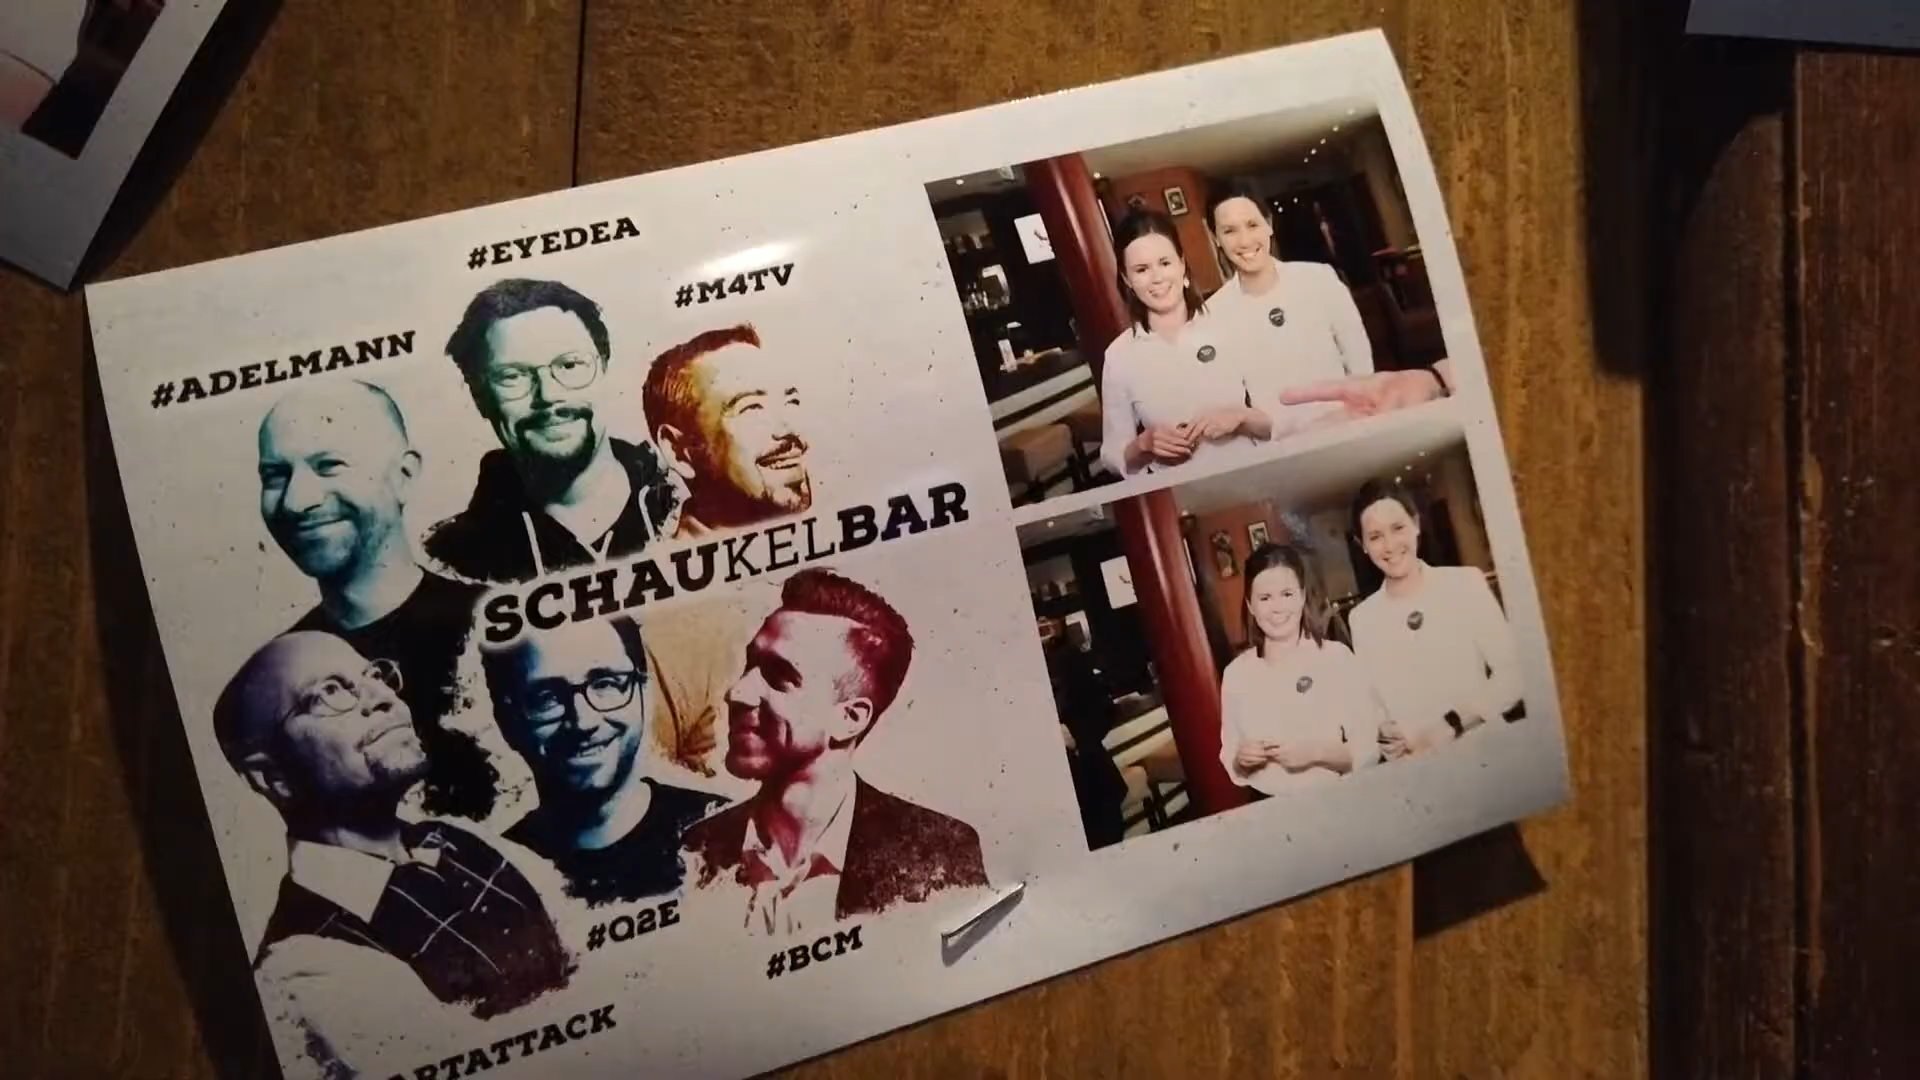 #EYEDEA
#M4TV
#ADELMANN
SCHAUKELBAR
#Q2E
#BCM
ARTATTACK